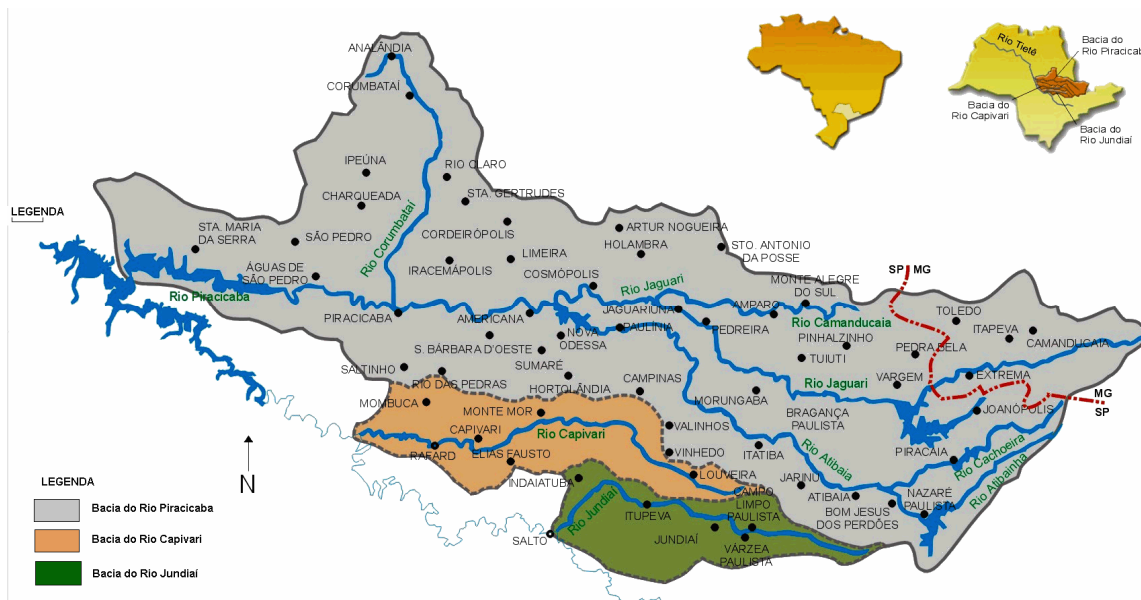 ANALÂNDIA
CORUMBATAÍ
Rio Tietê
Bacia do
Rio Piracicaba
Bacia do
Rio Capivari
Bacia do
Rio Jundiaí
IPEÚNA
RIO CLARO
CHARQUEADA
STA. GERTRUDES
LEGENDA
STA. MARIA
DA SERRA
SÃO PEDRO
Rio Corumbataí
CORDEIRÓPOLIS
ARTUR NOGUEIRA
HOLAMBRA
STO. ANTONIO
DA POSSE
ÁGUAS DE
SÃO PEDRO
IRACEMÁPOLIS
LIMEIRA
COSMÓPOLIS
Rio Jaguari
MONTE ALEGRE
DO SUL
SP
MG
Rio Piracicaba
PIRACICABA
AMERICANA
JAGUARIUNA
AMPARO
Rio Camanducaia
TOLEDO
ITAPEVA
CAMANDUCAIA
NOVA
ODESSA
PAULÍNIA
PEDREIRA
PINHALZINHO
PEDRA BELA
S. BÁRBARA D'OESTE
SUMARÉ
TUIUTI
SALTINHO
RIO DAS PEDRAS
HORTOLÂNDIA
CAMPINAS
MORUNGABA
Rio Jaguari
VARGEM
EXTREMA
MG
SP
MOMBUCA
MONTE MOR
BRAGANÇA
PAULISTA
JOANÓPOLIS
CAPIVARI
Rio Capivari
VALINHOS
RAFARD
ELIAS FAUSTO
VINHEDO
ITATIBA
Rio Atibaia
PIRACAIA
Rio Cachoeira
Rio Atibainha
INDAIATUBA
LOUVEIRA
JARINU
ATIBAIA
NAZARÉ
PAULISTA
BOM JESUS
DOS PERDÕES
CAMPO
LIMPO
PAULISTA
ITUPEVA
Rio Jundiaí
JUNDIAÍ
VÁRZEA
PAULISTA
SALTO
N
LEGENDA
Bacia do Rio Piracicaba
Bacia do Rio Capivari
Bacia do Rio Jundiaí